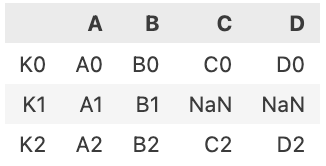 A B C D
K0 A0 B0 C0 D0
K1 A1 B1 NaN NaN
K2 A2 B2 C2 D2